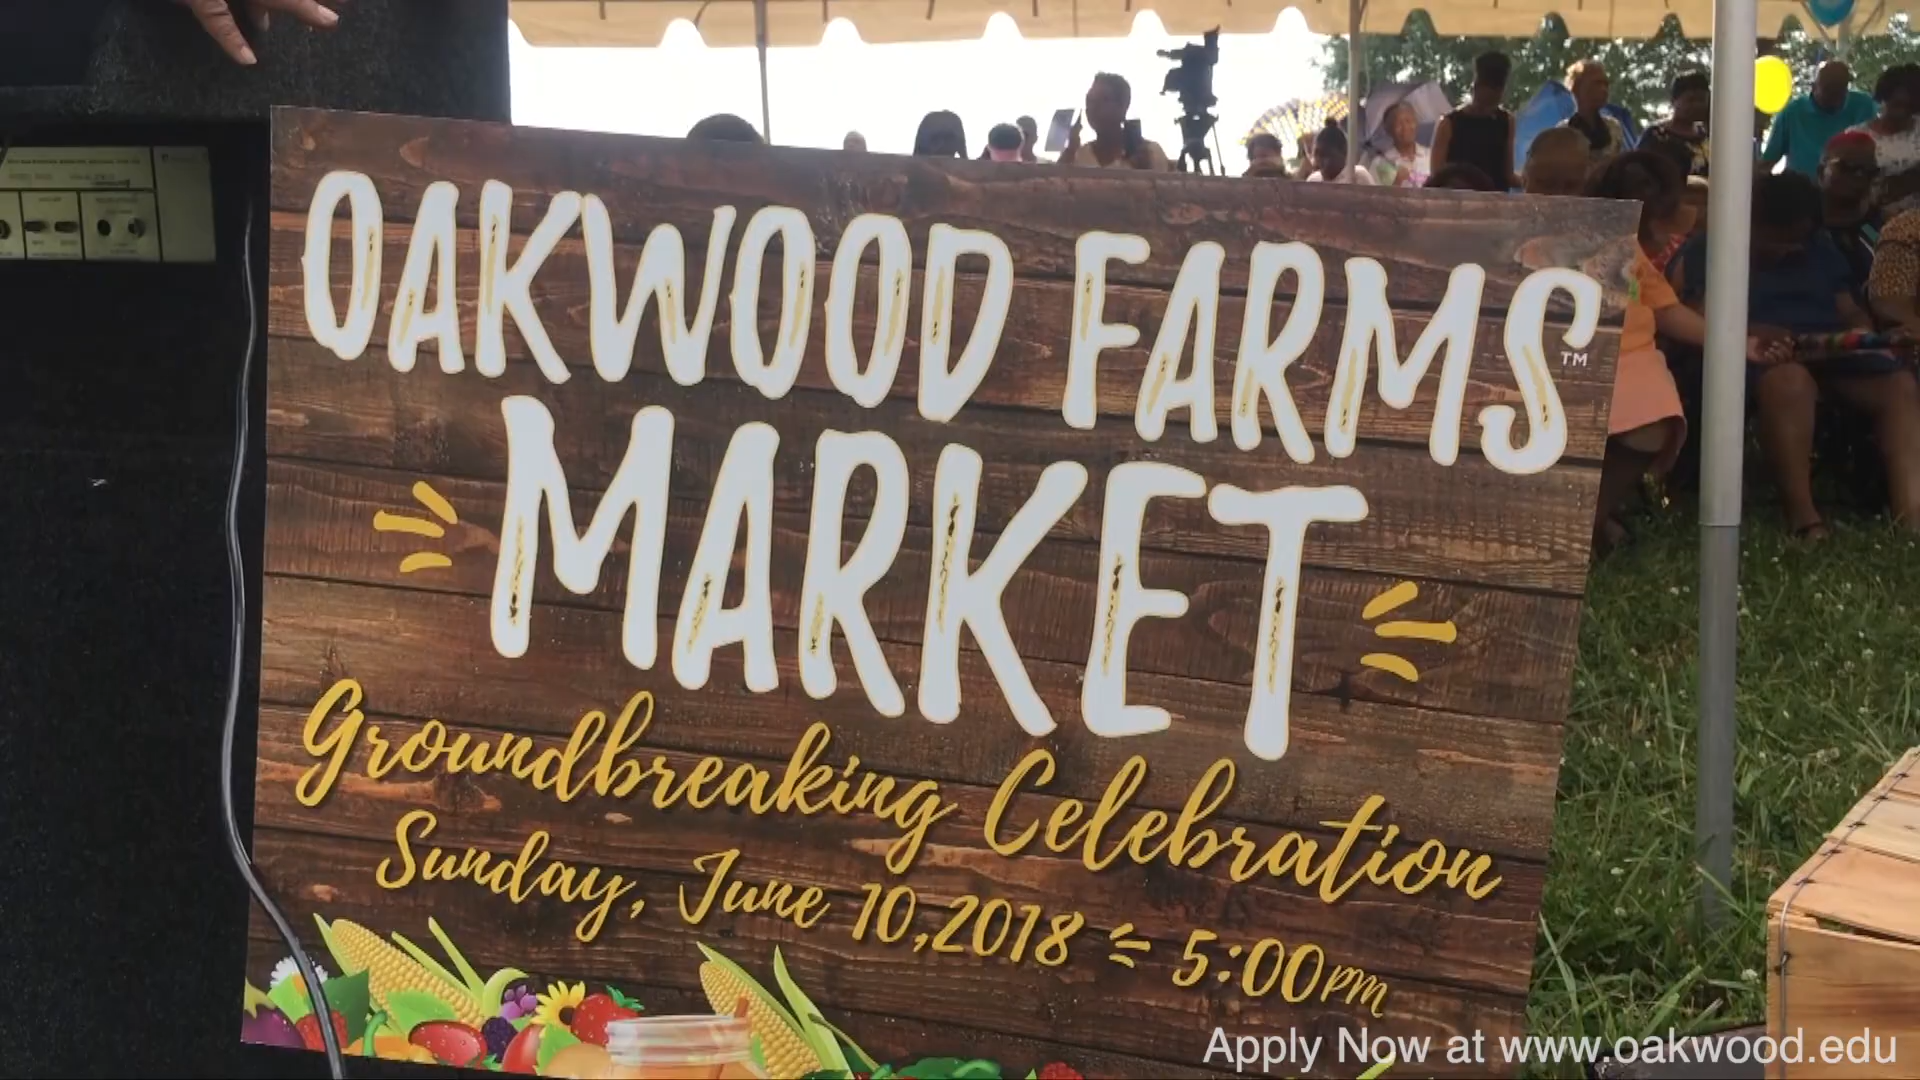 OAKWOOD FARMS™
MARKET
Groundbreaking Celebration
Sunday, June 10, 2018 5:00pm
Apply Now at www.oakwood.edu